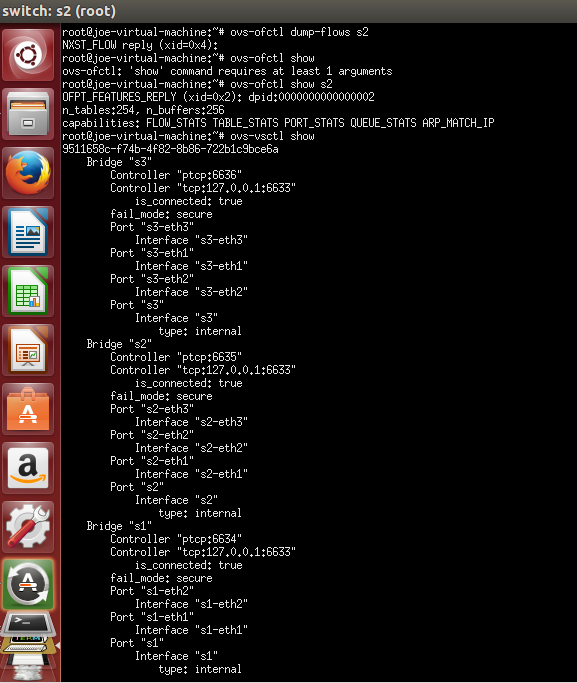 switch: s2 (root)
root@joe-virtual-machine:~# ovs-ofctl dump-flows s2
NXST_FLOW reply (xid=0x4):
root@joe-virtual-machine:~# ovs-ofctl show
ovs-ofctl: 'show' command requires at least 1 arguments
root@joe-virtual-machine:~# ovs-ofctl show s2
OFPT_FEATURES_REPLY (xid=0x2): dpid:0000000000000002
n_tables:254, n_buffers:256
capabilities: FLOW_STATS TABLE_STATS PORT_STATS QUEUE_STATS ARP_MATCH_IP
root@joe-virtual-machine:~# ovs-vsctl show
9511658c-f74b-4f82-8b86-722b1c9bce6a
    Bridge "s3"
        Controller "ptcp:6636"
        Controller "tcp:127.0.0.1:6633"
            is_connected: true
        fail_mode: secure
        Port "s3-eth3"
            Interface "s3-eth3"
        Port "s3-eth1"
            Interface "s3-eth1"
        Port "s3-eth2"
            Interface "s3-eth2"
        Port "s3"
            Interface "s3"
                type: internal
    Bridge "s2"
        Controller "ptcp:6635"
        Controller "tcp:127.0.0.1:6633"
            is_connected: true
        fail_mode: secure
        Port "s2-eth3"
            Interface "s2-eth3"
        Port "s2-eth2"
            Interface "s2-eth2"
        Port "s2-eth1"
            Interface "s2-eth1"
        Port "s2"
            Interface "s2"
                type: internal
    Bridge "s1"
        Controller "ptcp:6634"
        Controller "tcp:127.0.0.1:6633"
            is_connected: true
        fail_mode: secure
        Port "s1-eth2"
            Interface "s1-eth2"
        Port "s1-eth1"
            Interface "s1-eth1"
        Port "s1"
            Interface "s1"
                type: internal